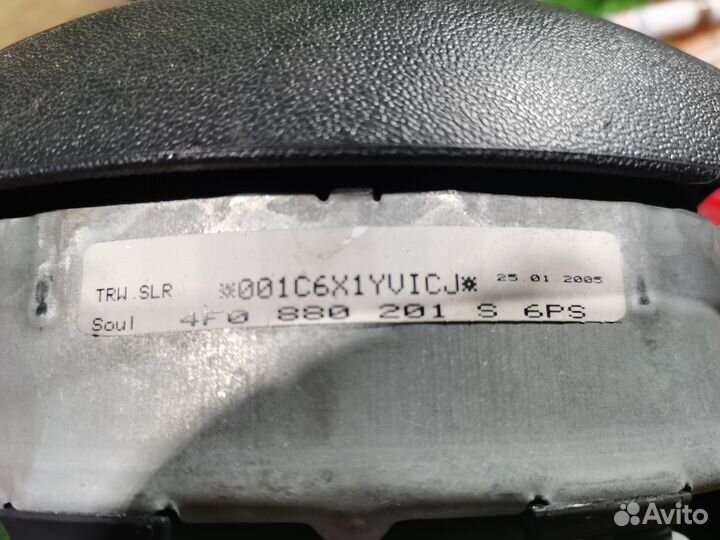 TRW.SLR *001C6X1YVICJ* 25.01.2005
Soul 4F0 880 201 S 6PS
Avito